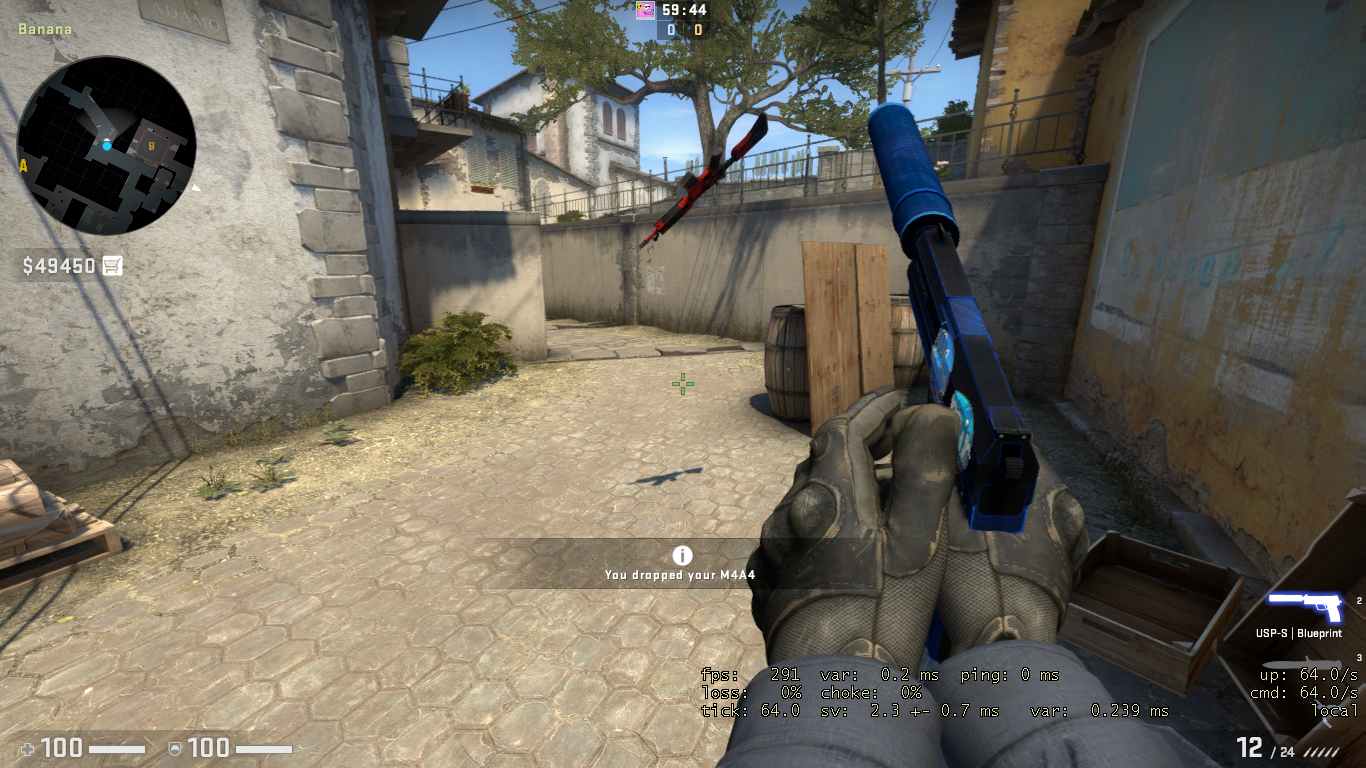 ADAM
59:44
Banana
0 0
B
A
$49450
You dropped your M4A4
2
USP-S | Blueprint
3
fps: 291 var: 0.2 ms ping: 0 ms
up: 64.0/s
loss: 0% choke: 0%
cmd: 64.0/s
tick: 64.0 sv: 2.3 +- 0.7 ms var: 0.239 ms
local
100 100
12 / 24